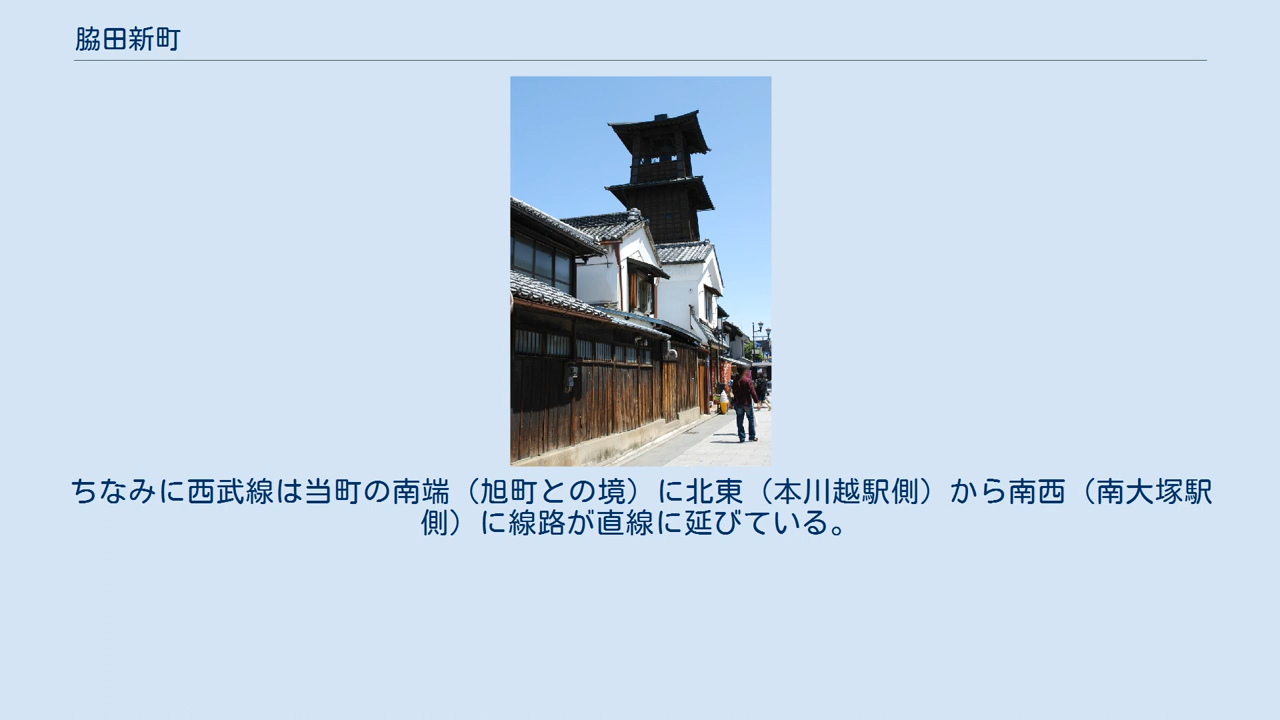 脇田新町
ちなみに西武線は当町の南端（旭町との境）に北東（本川越駅側）から南西（南大塚駅
側）に線路が直線に延びている。